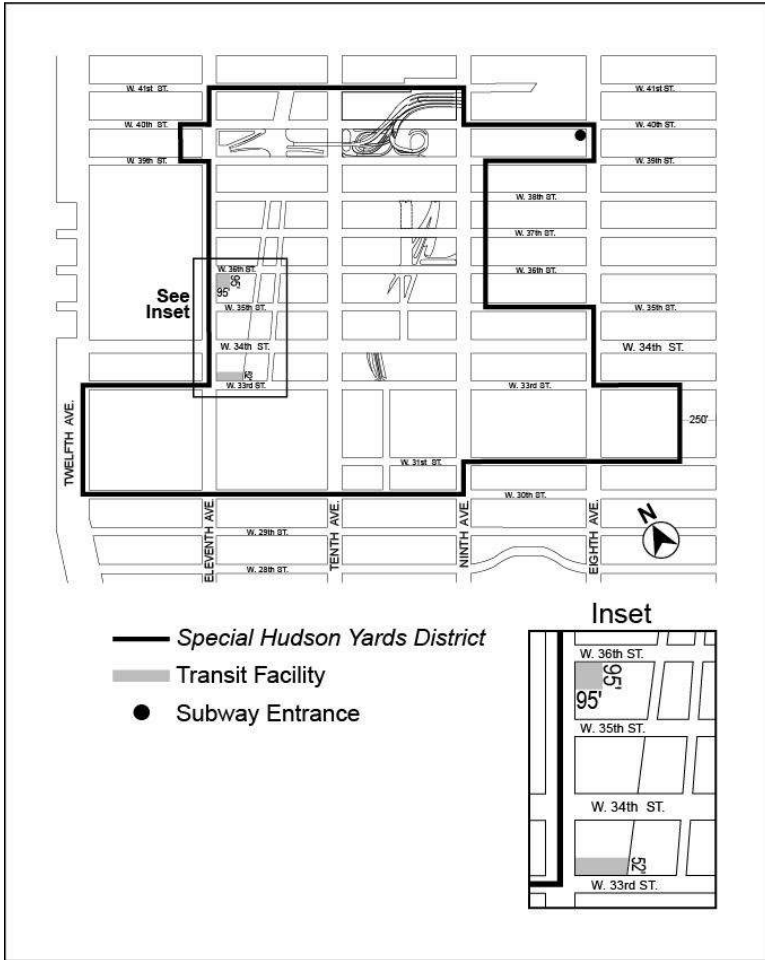 W. 41st ST.
W. 41st ST.
W. 40th ST.
W. 40th ST.
W. 39th ST.
W. 39th ST.
W. 38th ST.
W. 37th ST.
W. 36th ST.
W. 36th ST.
95'
95'
See
Inset
W. 35th ST.
W. 35th ST.
W. 34th ST.
W. 34th ST.
52'
W. 33rd ST.
W. 33rd ST.
250'
TWELFTH AVE.
W. 31st ST.
W. 30th ST.
ELEVENTH AVE.
TENTH AVE.
NINTH AVE.
EIGHTH AVE.
N
W. 29th ST.
W. 28th ST.
Special Hudson Yards District
Transit Facility
Subway Entrance
Inset
W. 36th ST.
95'
95'
W. 35th ST.
W. 34th ST.
52'
W. 33rd ST.